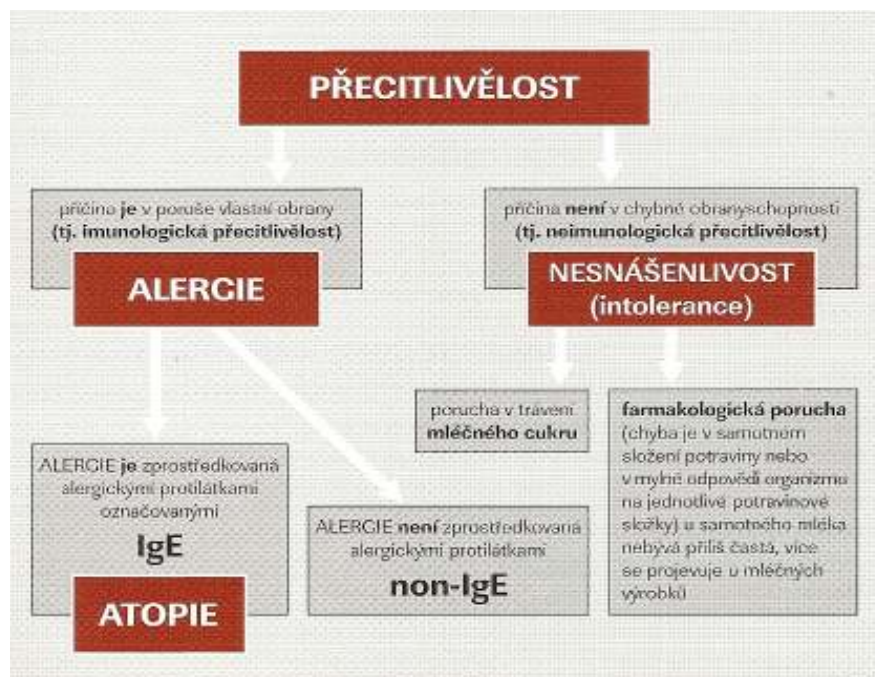 PŘECITLIVĚLOST
příčina je v poruše vlastní obrany
(tj. imunologická přecitlivělost)
ALERGIE
příčina není v chybné obranyschopnosti
(tj. neimunologická přecitlivělost)
NESNÁŠENLIVOST
(intolerance)
ALERGIE je zprostředkovaná
alergickými protilátkami
označovanými
IgE
ATOPIE
ALERGIE není zprostředkovaná
alergickými protilátkami
non-IgE
porucha v trávení
mléčného cukru
farmakologická porucha
(chyba je v samotném
složení potraviny nebo
v mylné odpovědi organizmu
na jednotlivé potravinové
složky) u samotného mléka
nebývá příliš častá, více
se projevuje u mléčných
výrobků